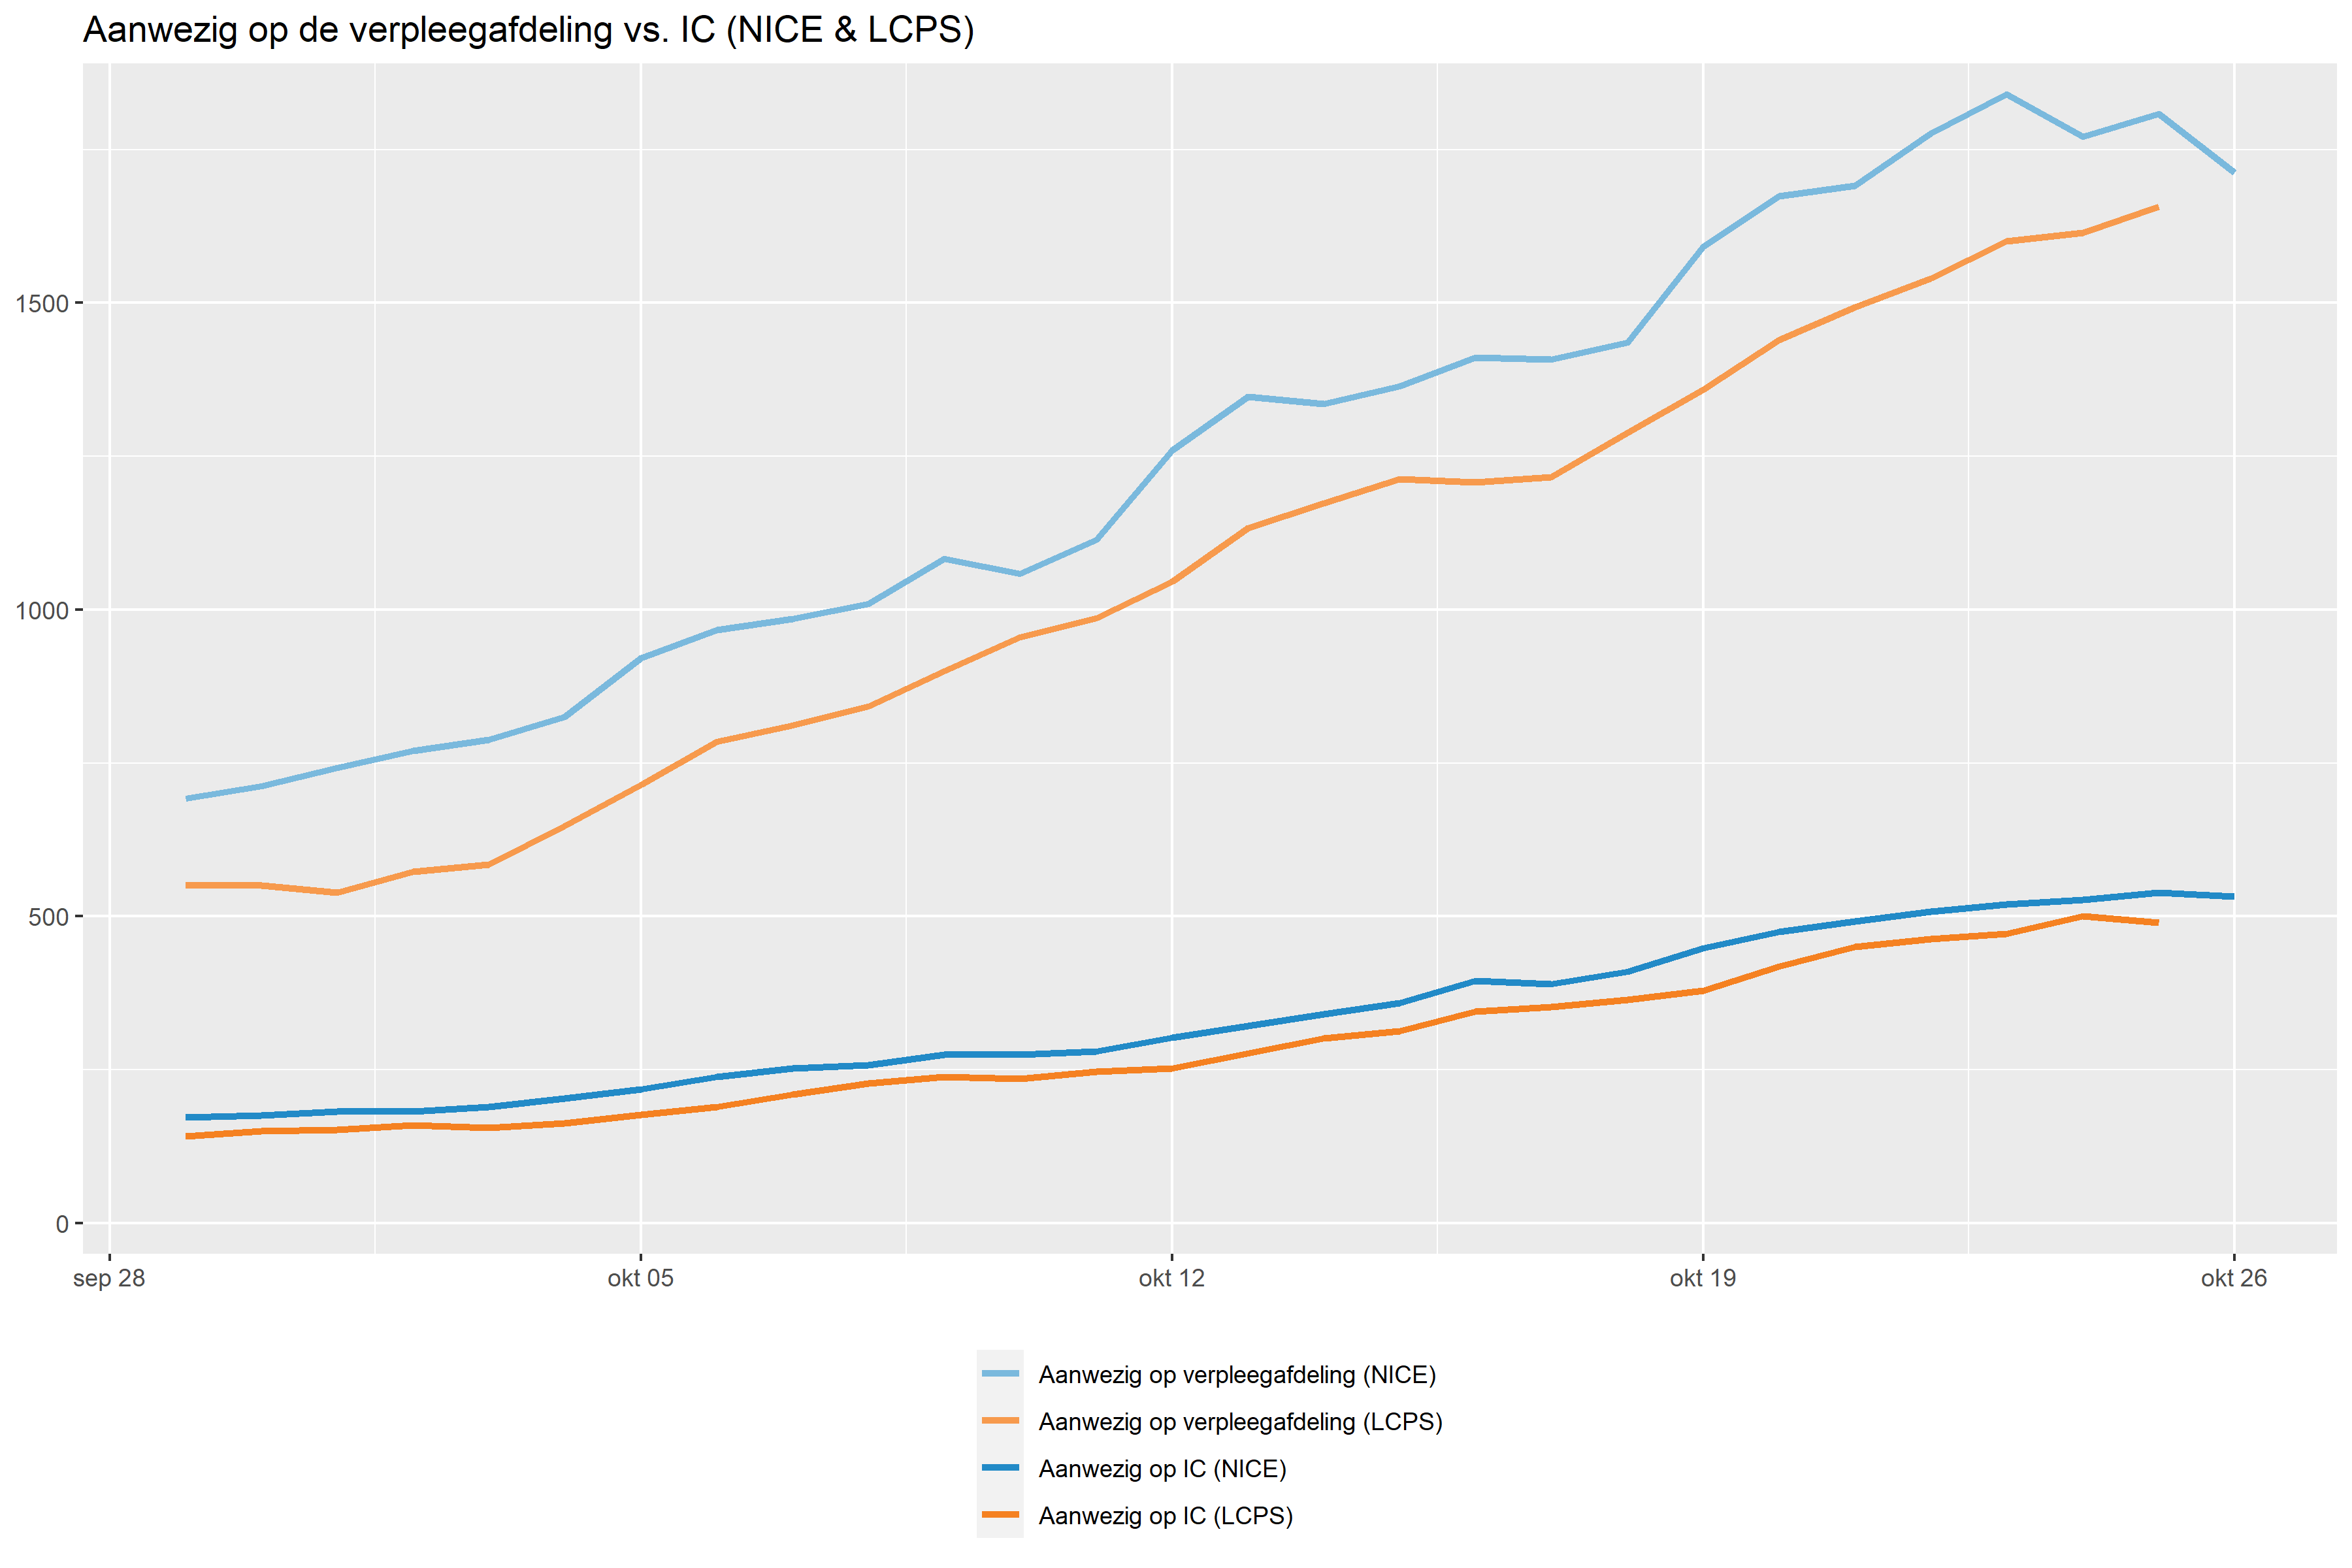 Aanwezig op de verpleegafdeling vs. IC (NICE & LCPS)
1500
1000
500
0
sep 28 okt 05 okt 12 okt 19 okt 26
Aanwezig op verpleegafdeling (NICE)
Aanwezig op verpleegafdeling (LCPS)
Aanwezig op IC (NICE)
Aanwezig op IC (LCPS)